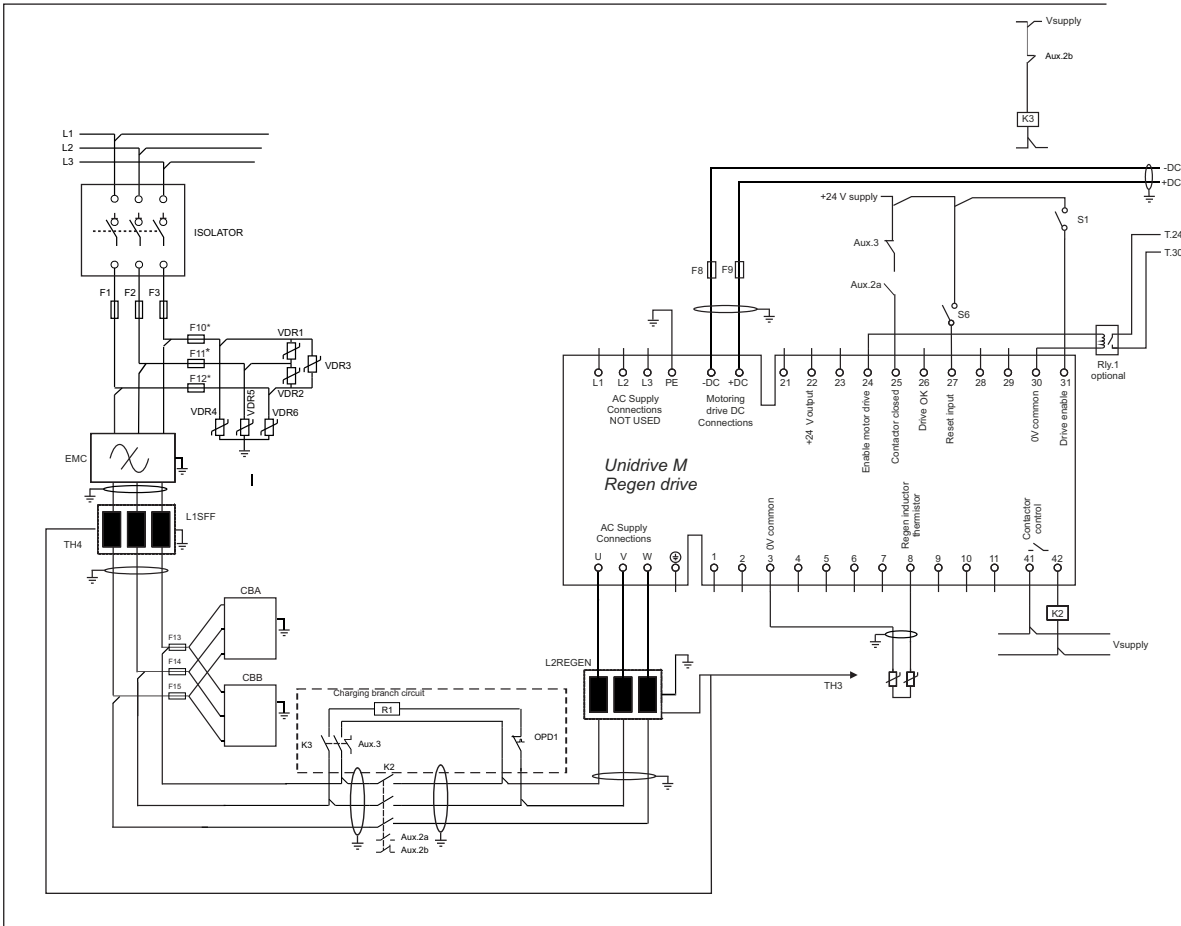 Vsupply
Aux.2b
K3
L1
L2
L3
ISOLATOR
-DC
+DC
+24 V supply
S1
T.24
T.30
Aux.3
F8
F9
Aux.2a
S6
F1
F2
F3
F10*
F11*
F12*
VDR1
VDR3
VDR2
VDR4
VDR5
VDR6
Rly.1
optional
L1
L2
L3
PE
-DC
+DC
21
22
23
24
25
26
27
28
29
30
31
AC Supply
Connections
NOT USED
Motoring
drive DC
Connections
+24 V output
Enable motor drive
Contactor closed
Drive OK
Reset input
0V common
Drive enable
EMC
Unidrive M
Regen drive
L1SFF
TH4
AC Supply
Connections
U
V
W
0V common
Regen inductor
thermistor
Contactor
control
1
2
3
4
5
6
7
8
9
10
11
41
42
K2
Vsupply
CBA
F13
F14
F15
CBB
L2REGEN
TH3
Charging branch circuit
R1
K3
Aux.3
OPD1
K2
Aux.2a
Aux.2b